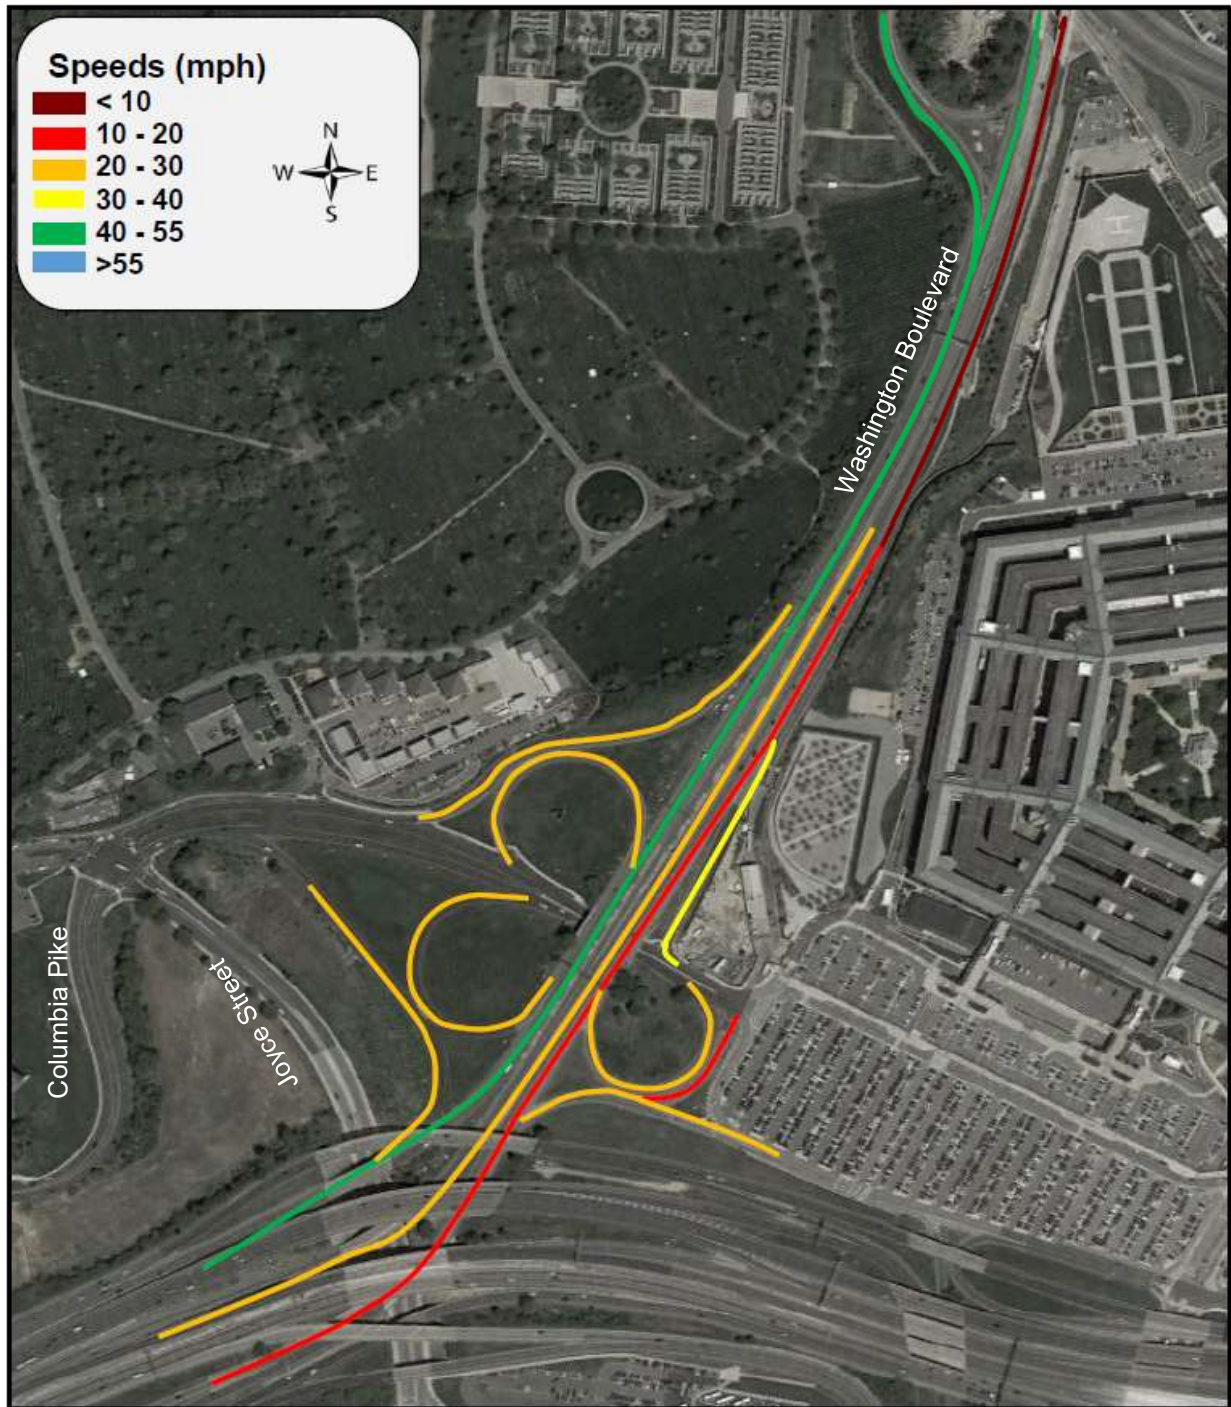 Speeds (mph)
< 10
10 - 20
20 - 30
30 - 40
40 - 55
>55
N
W E
S
H
Washington Boulevard
Columbia Pike
Joyce Street